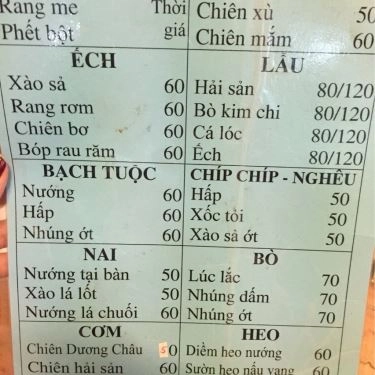 Rang me Thời
Phết bột giá
ẾCH
Xào sả 60
Rang rơm 60
Chiên bơ 60
Bóp rau răm 60
BẠCH TUỘC
Nướng 60
Hấp 60
Nhúng ớt 60
NAI
Nướng tại bàn 50
Xào lá lốt 50
Nướng lá chuối 60
CƠM
Chiên Dương Châu 50
Chiên hải sản 60
Chiên xù 50
Chiên mắm 60
LẨU
Hải sản 80/120
Bò kim chi 80/120
Cá lóc 80/120
Ếch 80/120
CHÍP CHÍP - NGHÊU
Hấp 50
Xốc tỏi 50
Xào sả ớt 50
BÒ
Lúc lắc 70
Nhúng dấm 70
Nhúng ớt 70
HEO
Diềm heo nướng 60
Sườn heo nấu vang 60